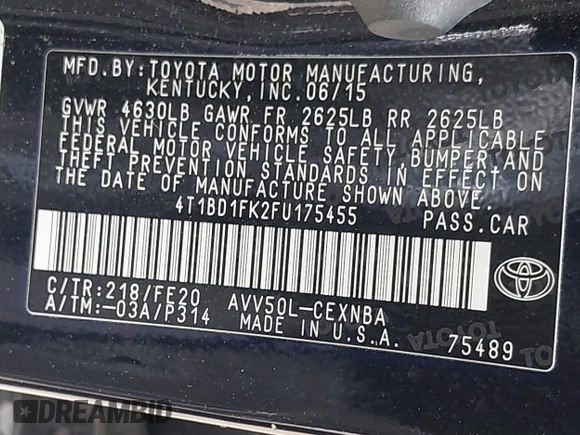 MFD.BY:TOYOTA MOTOR MANUFACTURING,
KENTUCKY, INC. 06/15
GVWR 4630LB GAWR FR 2625LB RR 2625LB
THIS VEHICLE CONFORMS TO ALL APPLICABLE
FEDERAL MOTOR VEHICLE SAFETY, BUMPER AND
THEFT PREVENTION STANDARDS IN EFFECT ON
THE DATE OF MANUFACTURE SHOWN ABOVE.
4T1BD1FK2FU175455 PASS.CAR
C/TR:218/FE20 AVV50L-CEXNBA
A/TM:-03A/P314 MADE IN U.S.A.
75489
DREAMBID